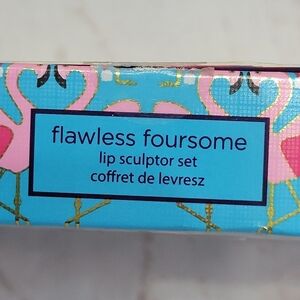 flawless foursome
lip sculptor set
coffret de levresz